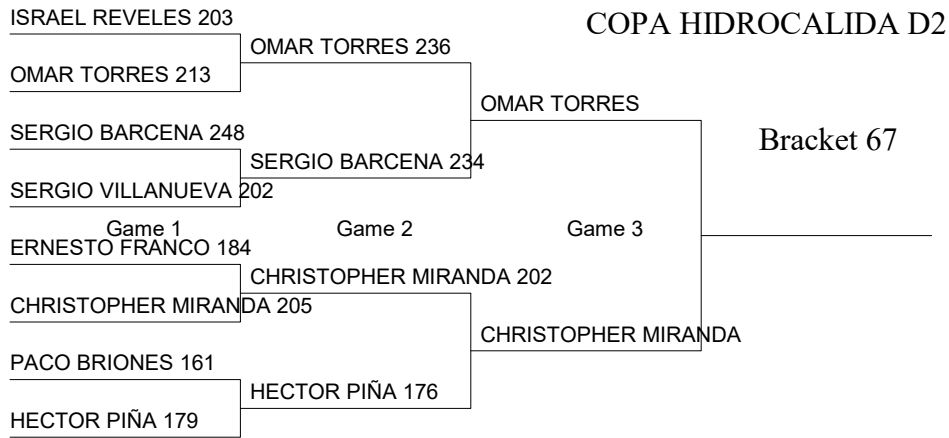 ISRAEL REVELES 203
COPA HIDROCALIDA D2
OMAR TORRES 236
OMAR TORRES 213
OMAR TORRES
SERGIO BARCENA 248
Bracket 67
SERGIO BARCENA 234
SERGIO VILLANUEVA 202
Game 1
Game 2
Game 3
ERNESTO FRANCO 184
CHRISTOPHER MIRANDA 202
CHRISTOPHER MIRANDA 205
CHRISTOPHER MIRANDA
PACO BRIONES 161
HECTOR PIÑA 176
HECTOR PIÑA 179